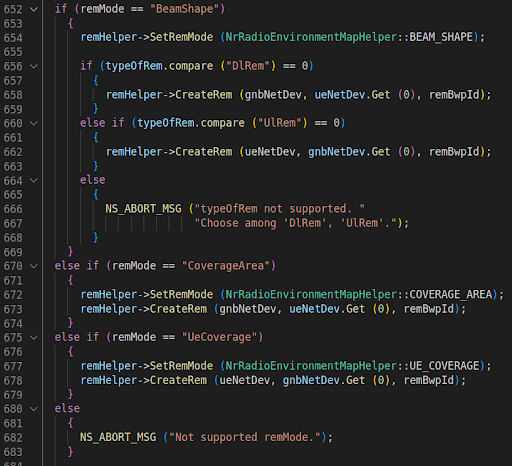 652 if (remMode == "BeamShape")
653 {
654 remHelper->SetRemMode (NrRadioEnvironmentMapHelper::BEAM_SHAPE);
655
656 if (typeOfRem.compare ("DlRem") == 0)
657 {
658 remHelper->CreateRem (gnbNetDev, ueNetDev.Get (0), remBwpId);
659 }
660 else if (typeOfRem.compare ("UlRem") == 0)
661 {
662 remHelper->CreateRem (ueNetDev, gnbNetDev.Get (0), remBwpId);
663 }
664 else
665 {
666 NS_ABORT_MSG ("typeOfRem not supported. "
667 "Choose among 'DlRem', 'UlRem'.");
668 }
669 }
670 else if (remMode == "CoverageArea")
671 {
672 remHelper->SetRemMode (NrRadioEnvironmentMapHelper::COVERAGE_AREA);
673 remHelper->CreateRem (gnbNetDev, ueNetDev.Get (0), remBwpId);
674 }
675 else if (remMode == "UeCoverage")
676 {
677 remHelper->SetRemMode (NrRadioEnvironmentMapHelper::UE_COVERAGE);
678 remHelper->CreateRem (ueNetDev, gnbNetDev.Get (0), remBwpId);
679 }
680 else
681 {
682 NS_ABORT_MSG ("Not supported remMode.");
683 }